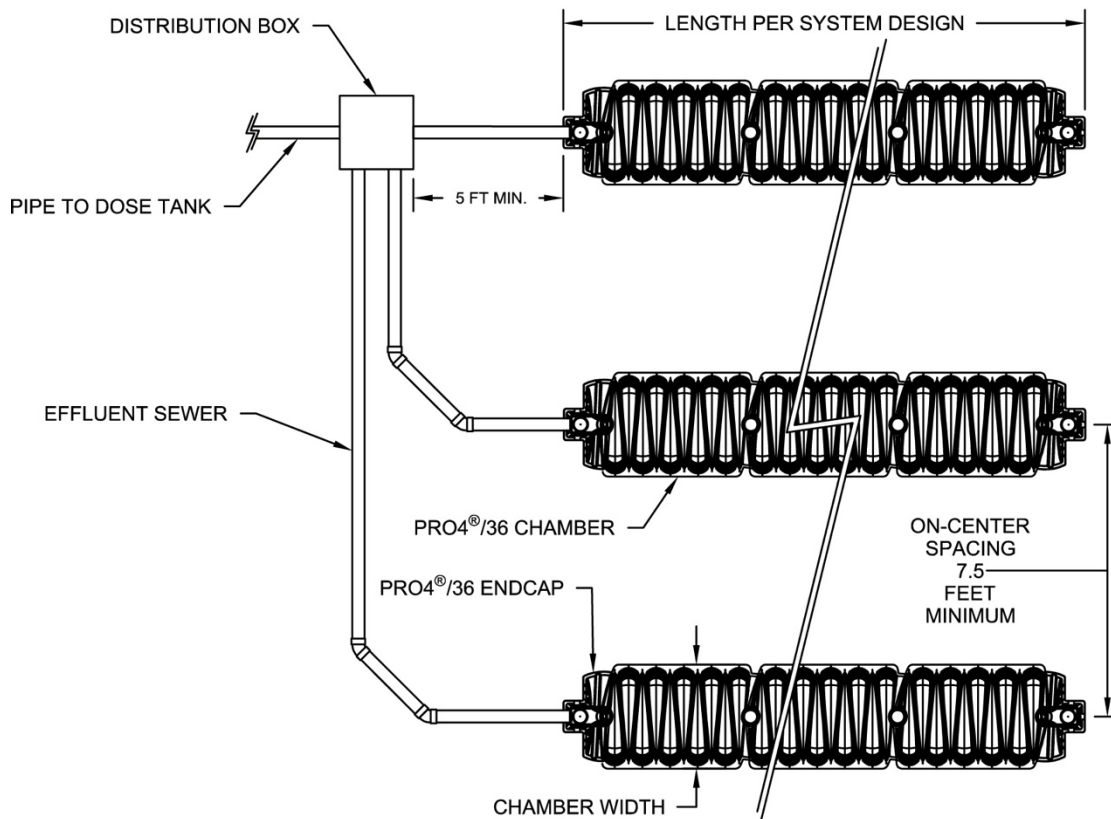 DISTRIBUTION BOX
LENGTH PER SYSTEM DESIGN
PIPE TO DOSE TANK
5 FT MIN.
EFFLUENT SEWER
PRO4®/36 CHAMBER
ON-CENTER
SPACING
7.5
FEET
MINIMUM
PRO4®/36 ENDCAP
CHAMBER WIDTH